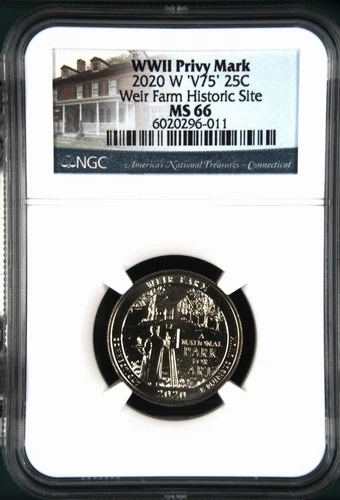 WWII Privy Mark
2020 W 'V75' 25C
Weir Farm Historic Site
MS 66
6020296-011
NGC
America's National Treasures - Connecticut
WEIR FARM
A
NATIONAL
PARK
FOR
ART
2020